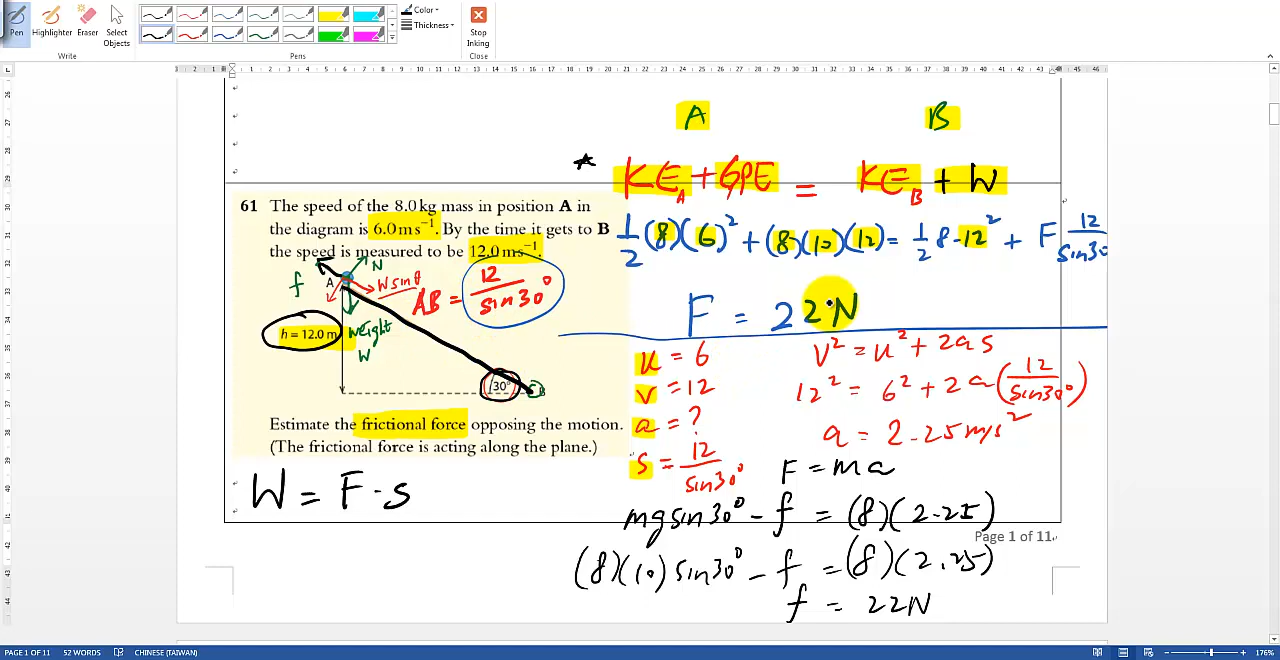 Pen
Highlighter
Eraser
Select Objects
Write
Pens
Color
Thickness
Stop Inking
Close
A B
KE_A + GPE = KE_B + W
61 The speed of the 8.0 kg mass in position A in
the diagram is 6.0 m s⁻¹. By the time it gets to B
the speed is measured to be 12.0 m s⁻¹.
1/2 (8)(6)² + (8)(10)(12) = 1/2 8·12² + F 12/sin30°
f
A
N
W sinθ
AB = 12/sin30°
h = 12.0 m
weight
W
30°
B
F = 22 N
u = 6
v = 12
a = ?
s = 12/sin30°
v² = u² + 2as
12² = 6² + 2a(12/sin30°)
a = 2.25 m/s²
Estimate the frictional force opposing the motion.
(The frictional force is acting along the plane.)
W = F·s
F = ma
mg sin30° - f = (8)(2.25)
Page 1 of 11
(8)(10) sin30° - f = (8)(2.25)
f = 22N
PAGE 1 OF 11
52 WORDS
CHINESE (TAIWAN)
176%